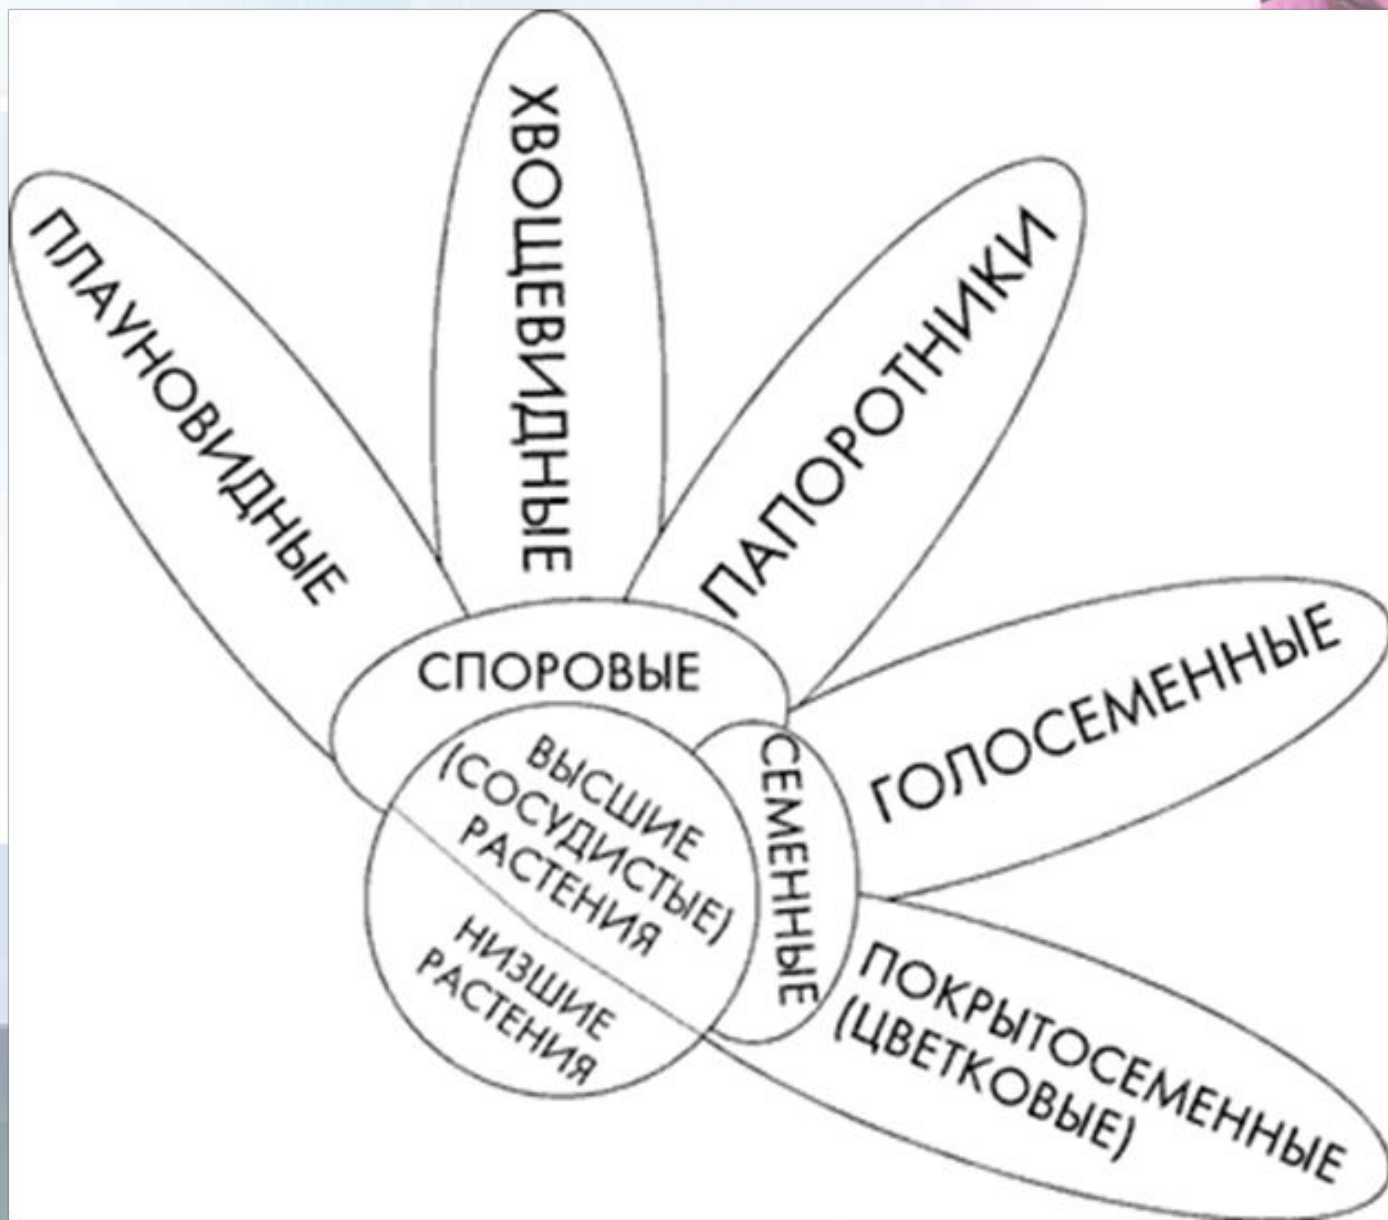 ПЛАУНОВИДНЫЕ
ХВОЩЕВИДНЫЕ
ПАПОРОТНИКИ
ГОЛОСЕМЕННЫЕ
ПОКРЫТОСЕМЕННЫЕ
(ЦВЕТКОВЫЕ)
СПОРОВЫЕ
СЕМЕННЫЕ
ВЫСШИЕ
(СОСУДИСТЫЕ)
РАСТЕНИЯ
НИЗШИЕ
РАСТЕНИЯ